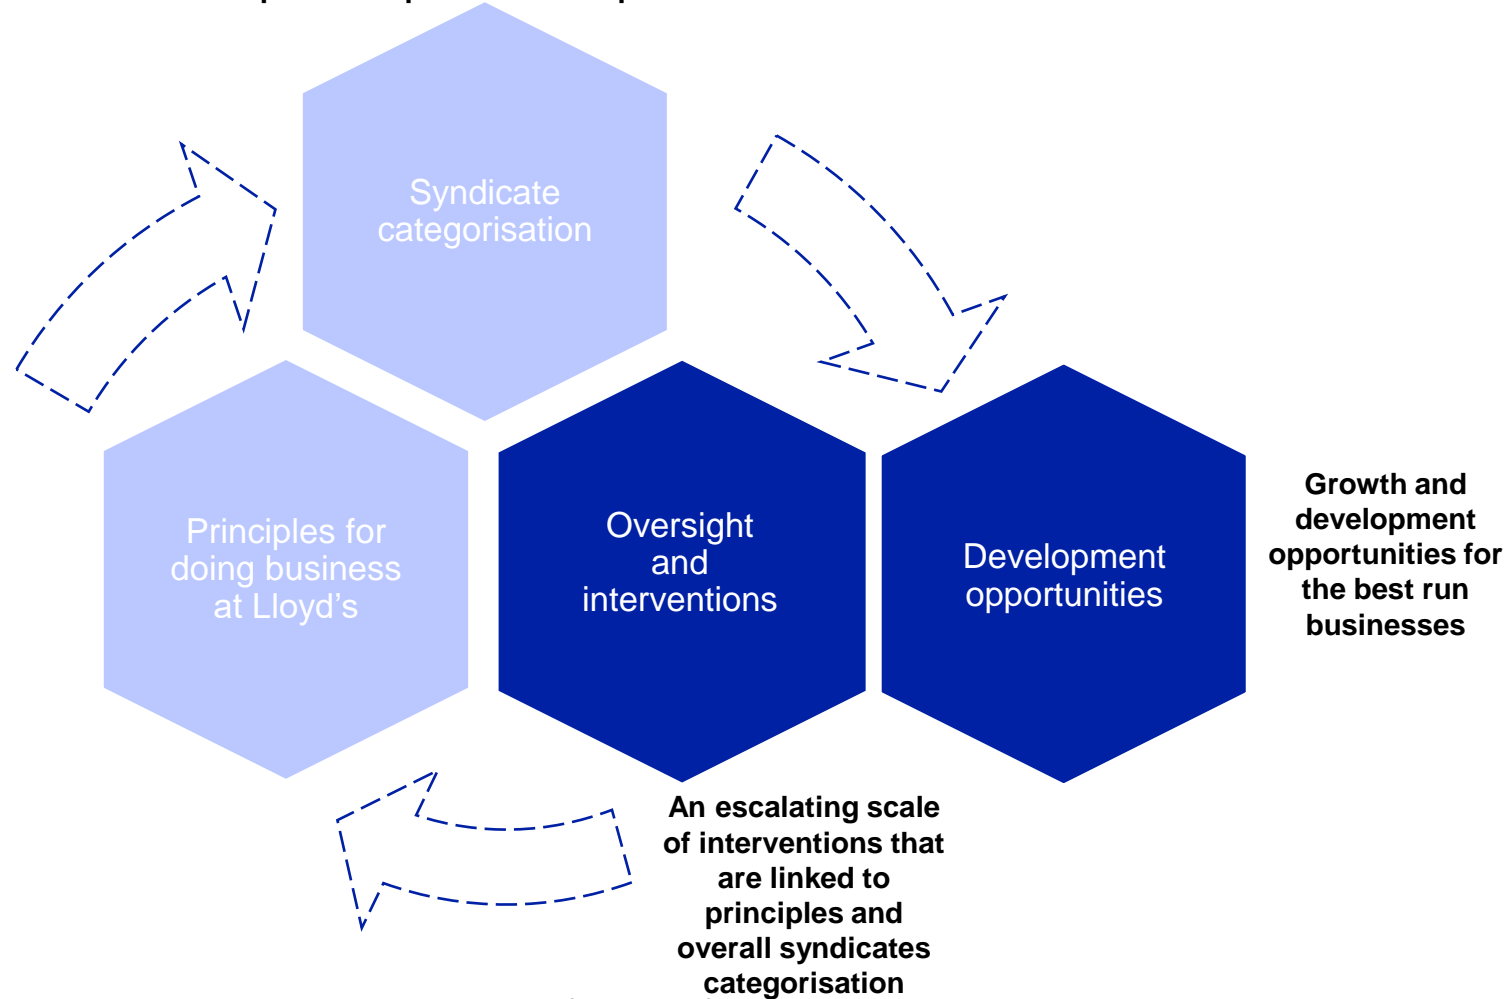 Syndicate
categorisation
Principles for
doing business
at Lloyd’s
Oversight
and
interventions
Development
opportunities
Growth and
development
opportunities for
the best run
businesses
An escalating scale
of interventions that
are linked to
principles and
overall syndicates
categorisation